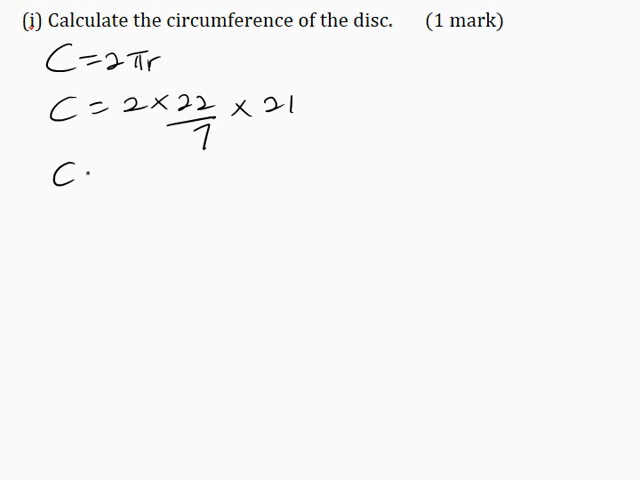 (i) Calculate the circumference of the disc. (1 mark)
C = 2πr
C = 2 × 22/7 × 21
C